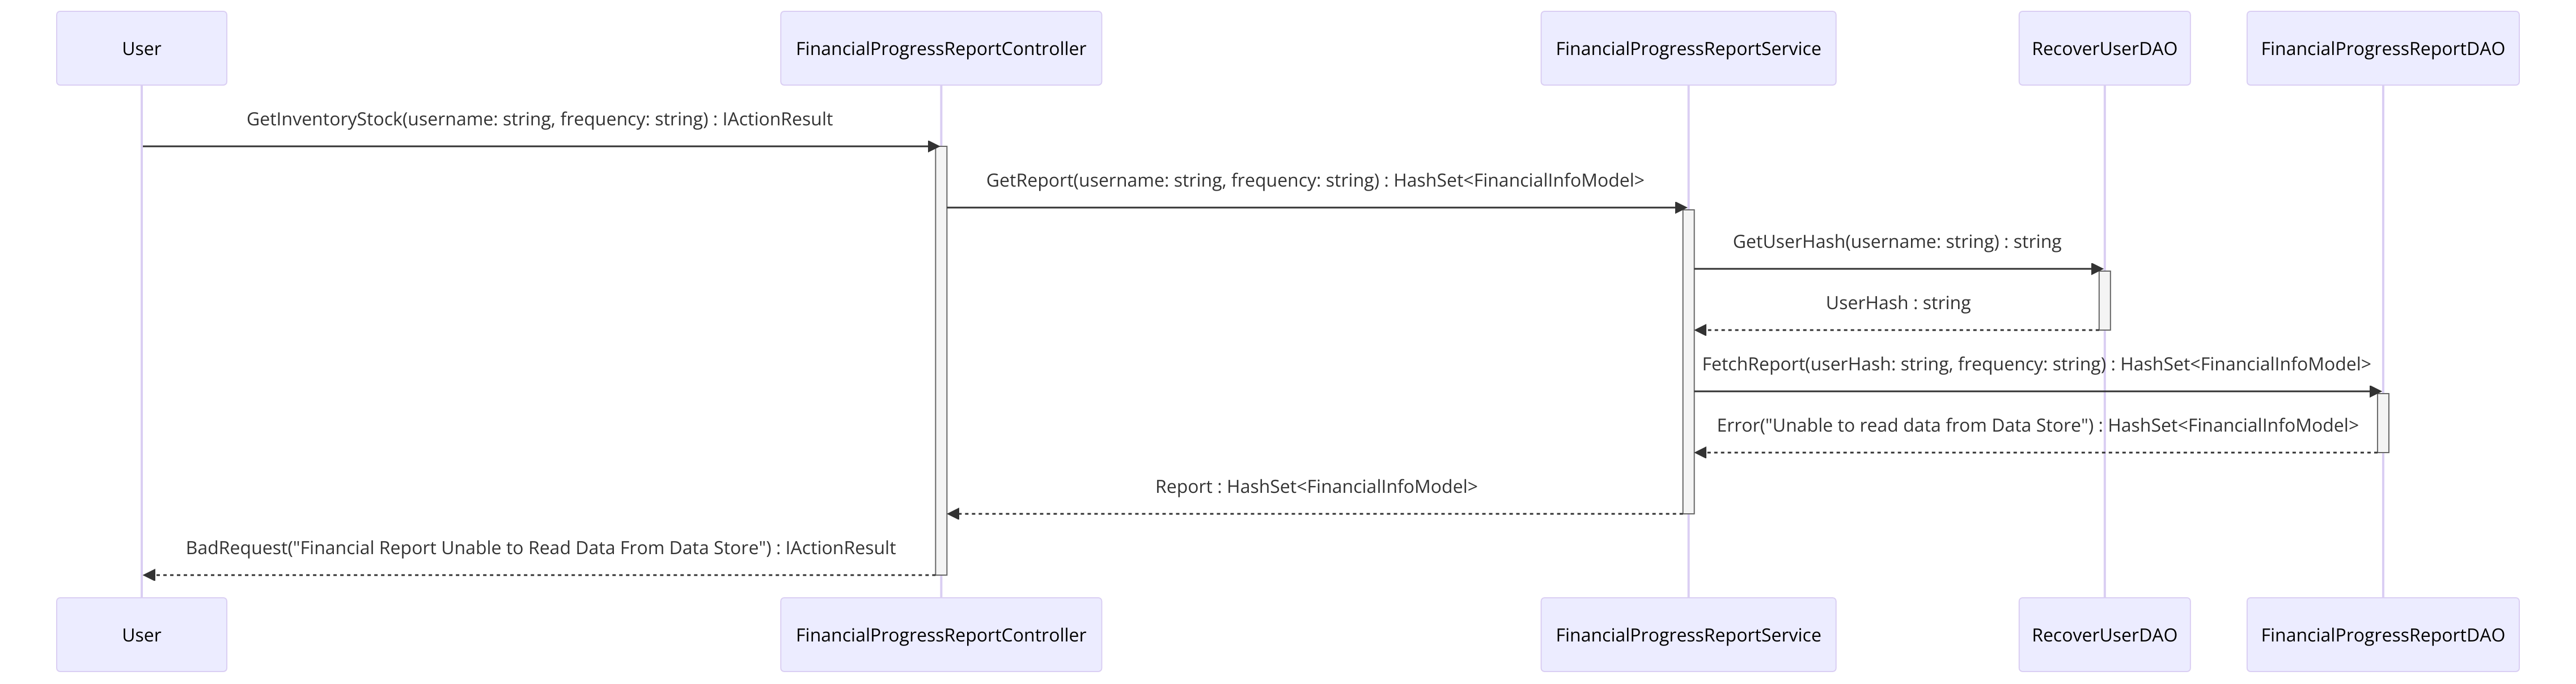 User
FinancialProgressReportController
FinancialProgressReportService
RecoverUserDAO
FinancialProgressReportDAO
GetInventoryStock(username: string, frequency: string) : IActionResult
GetReport(username: string, frequency: string) : HashSet<FinancialInfoModel>
GetUserHash(username: string) : string
UserHash : string
FetchReport(userHash: string, frequency: string) : HashSet<FinancialInfoModel>
Error("Unable to read data from Data Store") : HashSet<FinancialInfoModel>
Report : HashSet<FinancialInfoModel>
BadRequest("Financial Report Unable to Read Data From Data Store") : IActionResult
User
FinancialProgressReportController
FinancialProgressReportService
RecoverUserDAO
FinancialProgressReportDAO